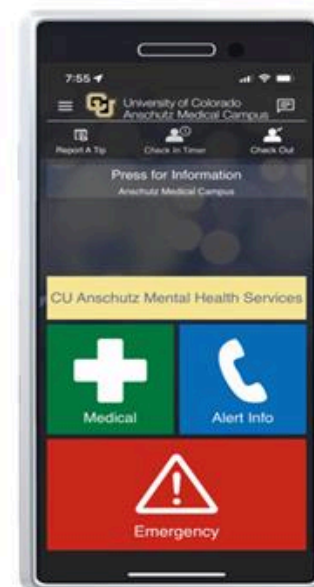 7:55
CU
University of Colorado
Anschutz Medical Campus
Report A Tip
Check In Timer
Check Out
Press for Information
Anschutz Medical Campus
CU Anschutz Mental Health Services
Medical
Alert Info
Emergency